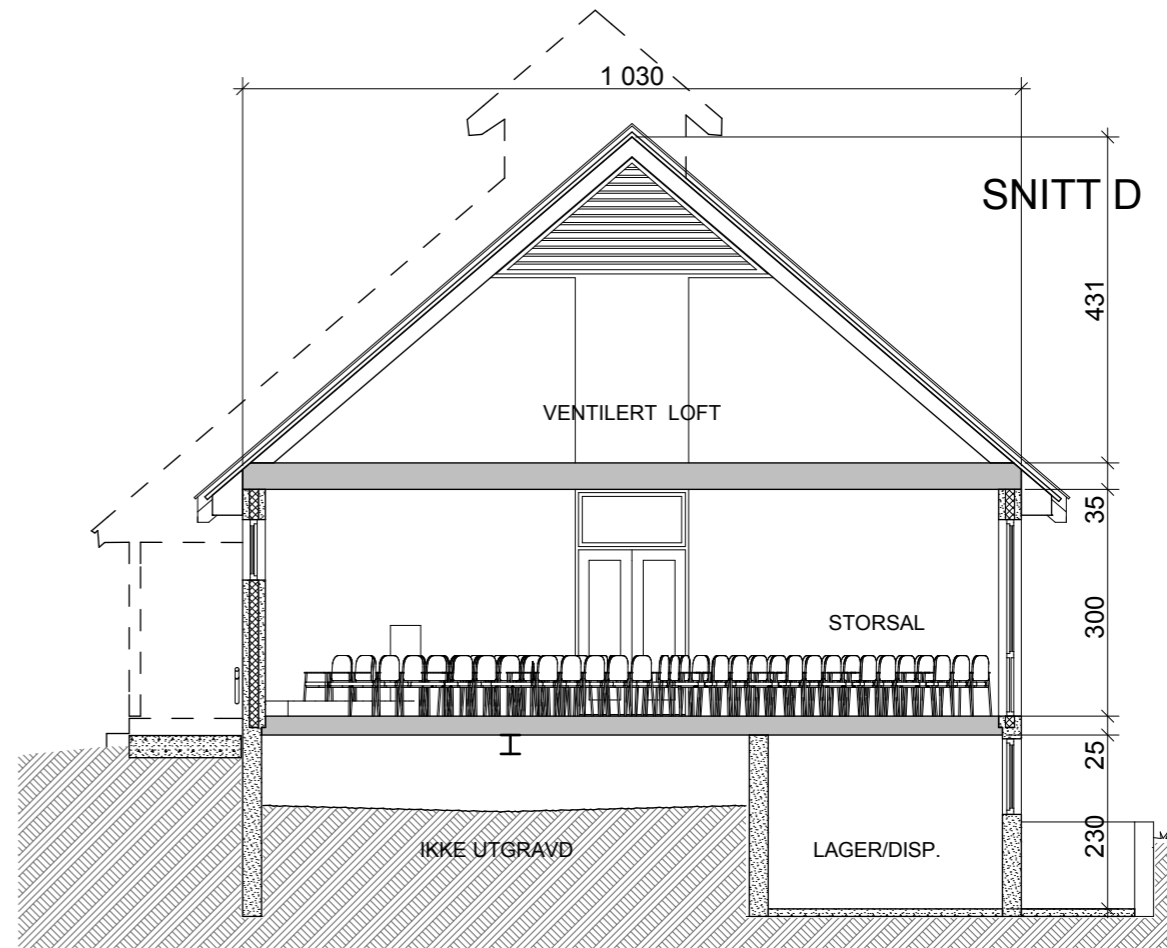 1 030
SNITT D
431
VENTILERT LOFT
35
300
STORSAL
25
230
IKKE UTGRAVD
LAGER/DISP.